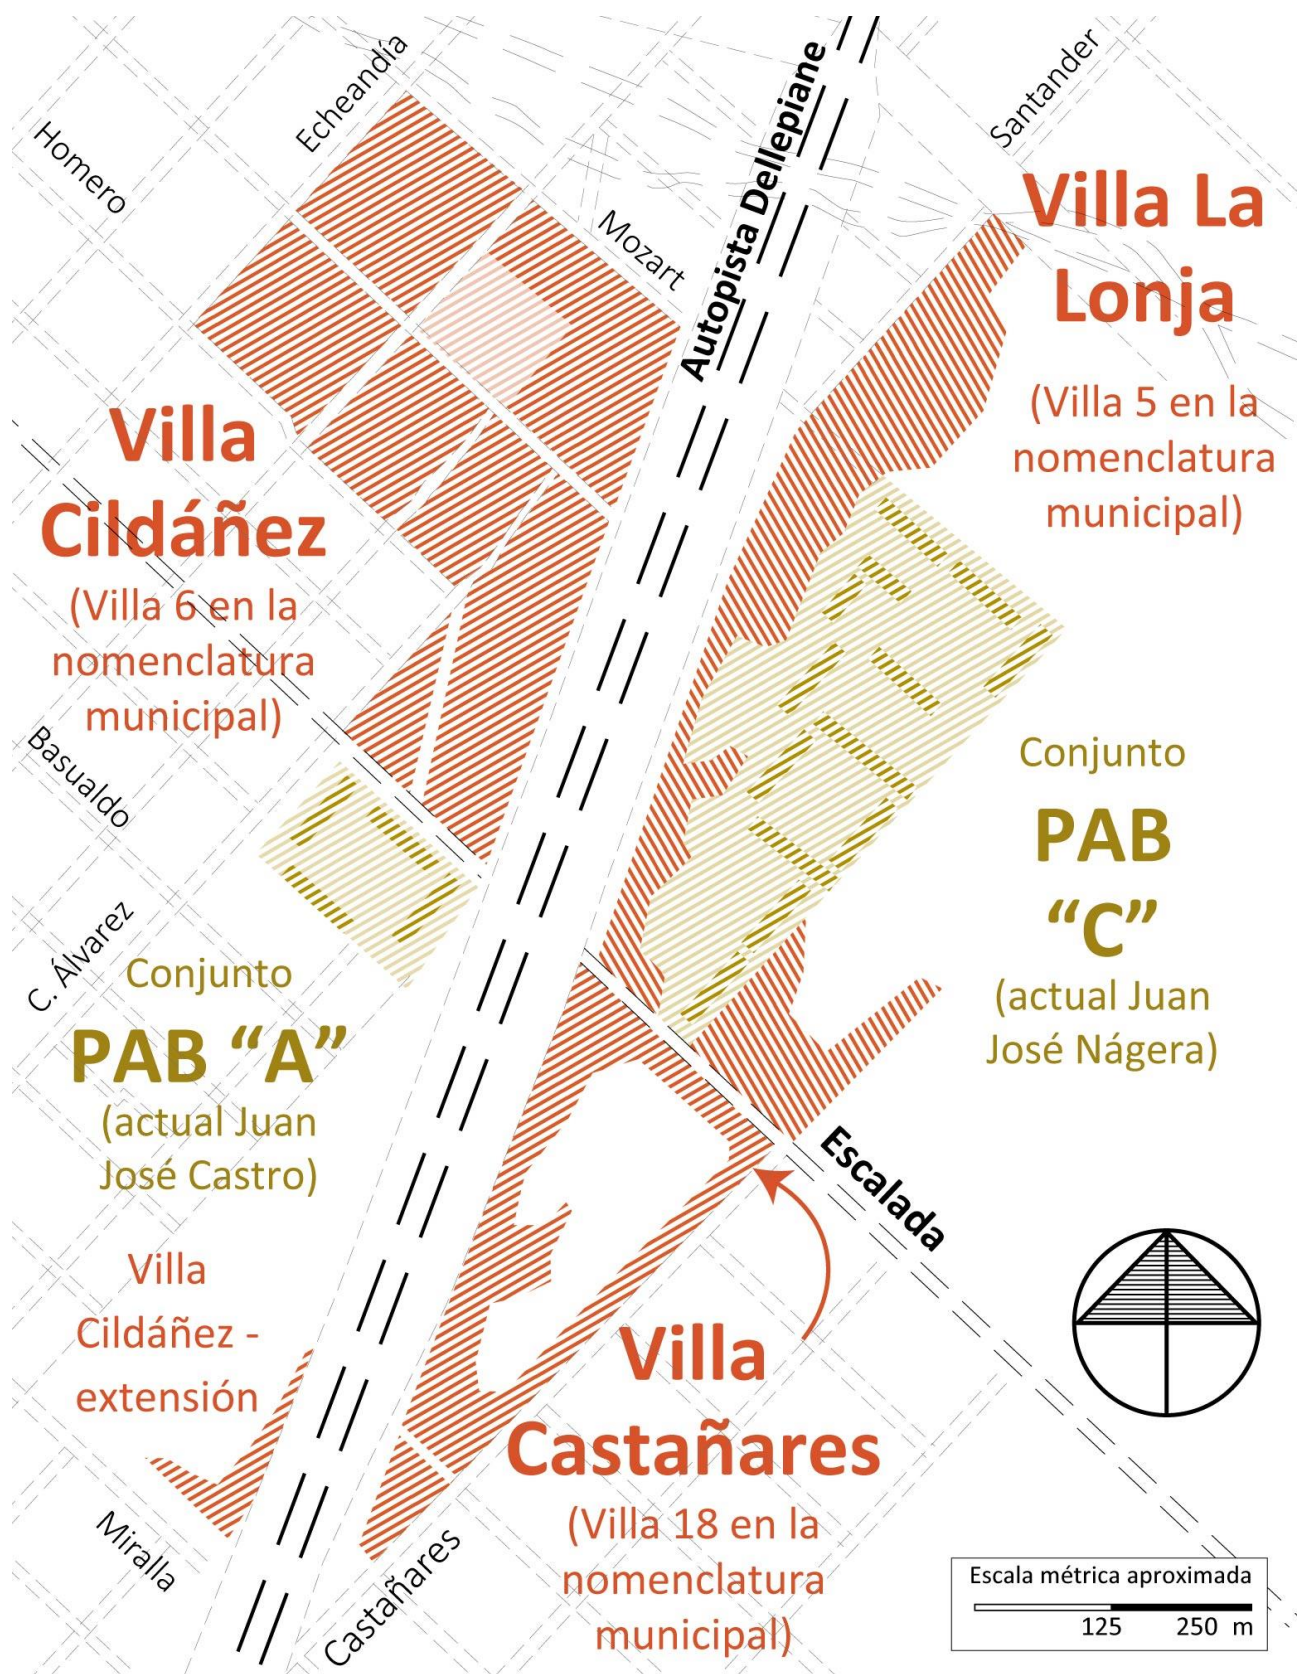 Echeandía
Homero
Mozart
Autopista Dellepiane
Santander
Villa La
Lonja
(Villa 5 en la
nomenclatura
municipal)
Villa
Cildáñez
(Villa 6 en la
nomenclatura
municipal)
Basualdo
C. Álvarez
Conjunto
PAB “A”
(actual Juan
José Castro)
Conjunto
PAB
“C”
(actual Juan
José Nágera)
Escalada
Villa
Cildáñez -
extensión
Miralla
Castañares
Villa
Castañares
(Villa 18 en la
nomenclatura
municipal)
Escala métrica aproximada
125 250 m